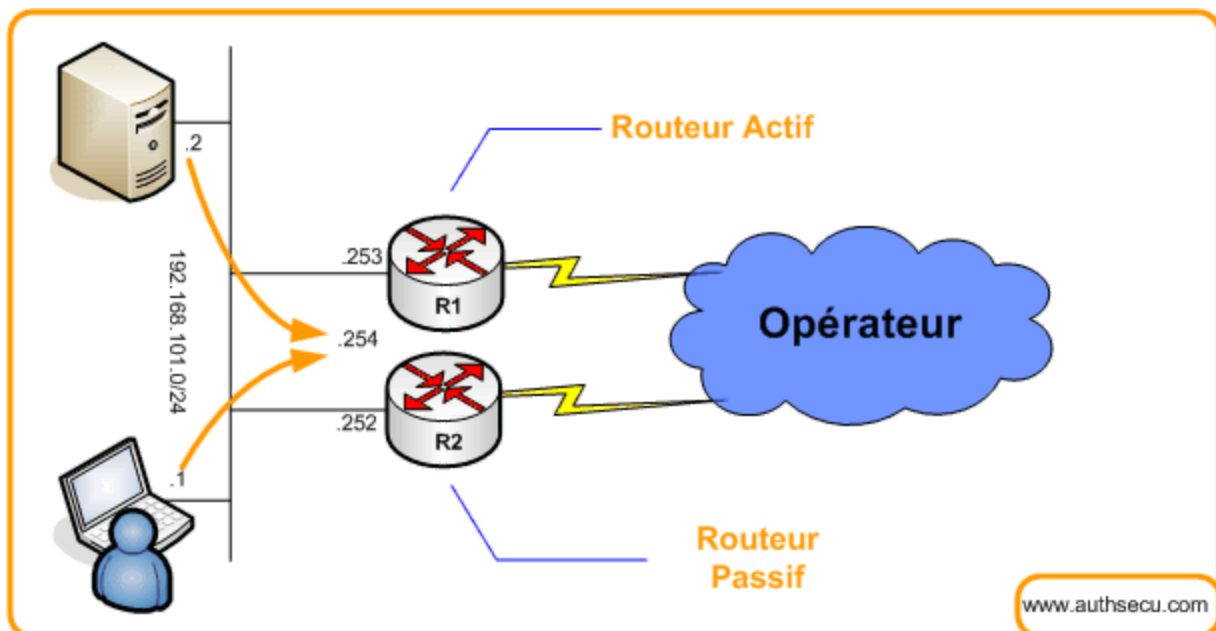 .2
Routeur Actif
192.168.101.0/24
.253
R1
.254
Opérateur
.252
R2
.1
Routeur
Passif
www.authsecu.com